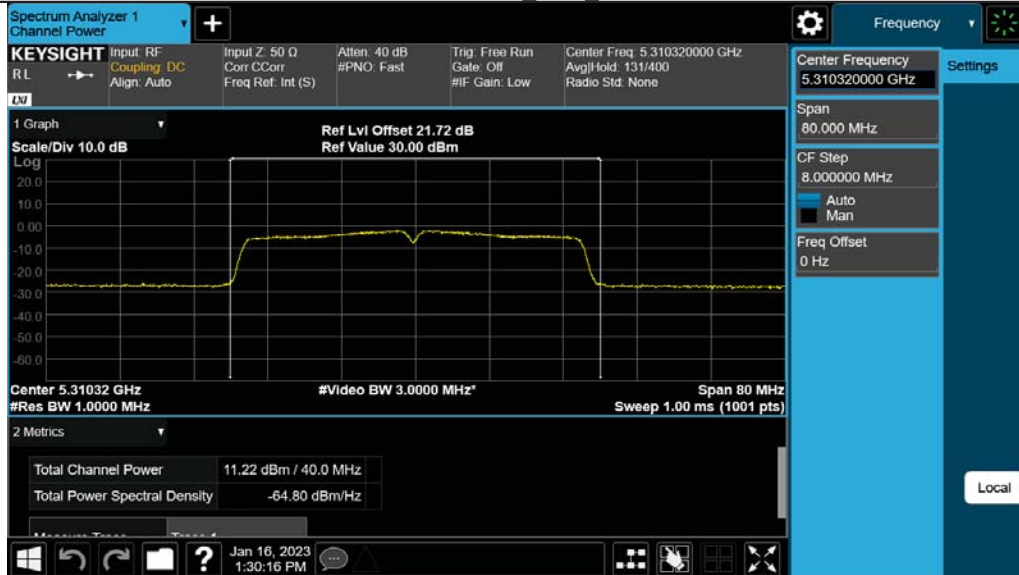 Spectrum Analyzer 1
Channel Power
+
Frequency
KEYSIGHT
RL
LXI
Input: RF
Coupling: DC
Align: Auto
Input Z: 50 Ω
Corr CCorr
Freq Ref: Int (S)
Atten: 40 dB
#PNO: Fast
Trig: Free Run
Gate: Off
#IF Gain: Low
Center Freq: 5.310320000 GHz
Avg|Hold: 131/400
Radio Std: None
Center Frequency
5.310320000 GHz
Settings
Span
80.000 MHz
CF Step
8.000000 MHz
Auto
Man
Freq Offset
0 Hz
Local
1 Graph
Scale/Div 10.0 dB
Ref Lvl Offset 21.72 dB
Ref Value 30.00 dBm
Log
20.0
10.0
0.00
-10.0
-20.0
-30.0
-40.0
-50.0
-60.0
Center 5.31032 GHz
#Res BW 1.0000 MHz
#Video BW 3.0000 MHz*
Span 80 MHz
Sweep 1.00 ms (1001 pts)
2 Metrics
Total Channel Power 11.22 dBm / 40.0 MHz
Total Power Spectral Density -64.80 dBm/Hz
?
Jan 16, 2023
1:30:16 PM